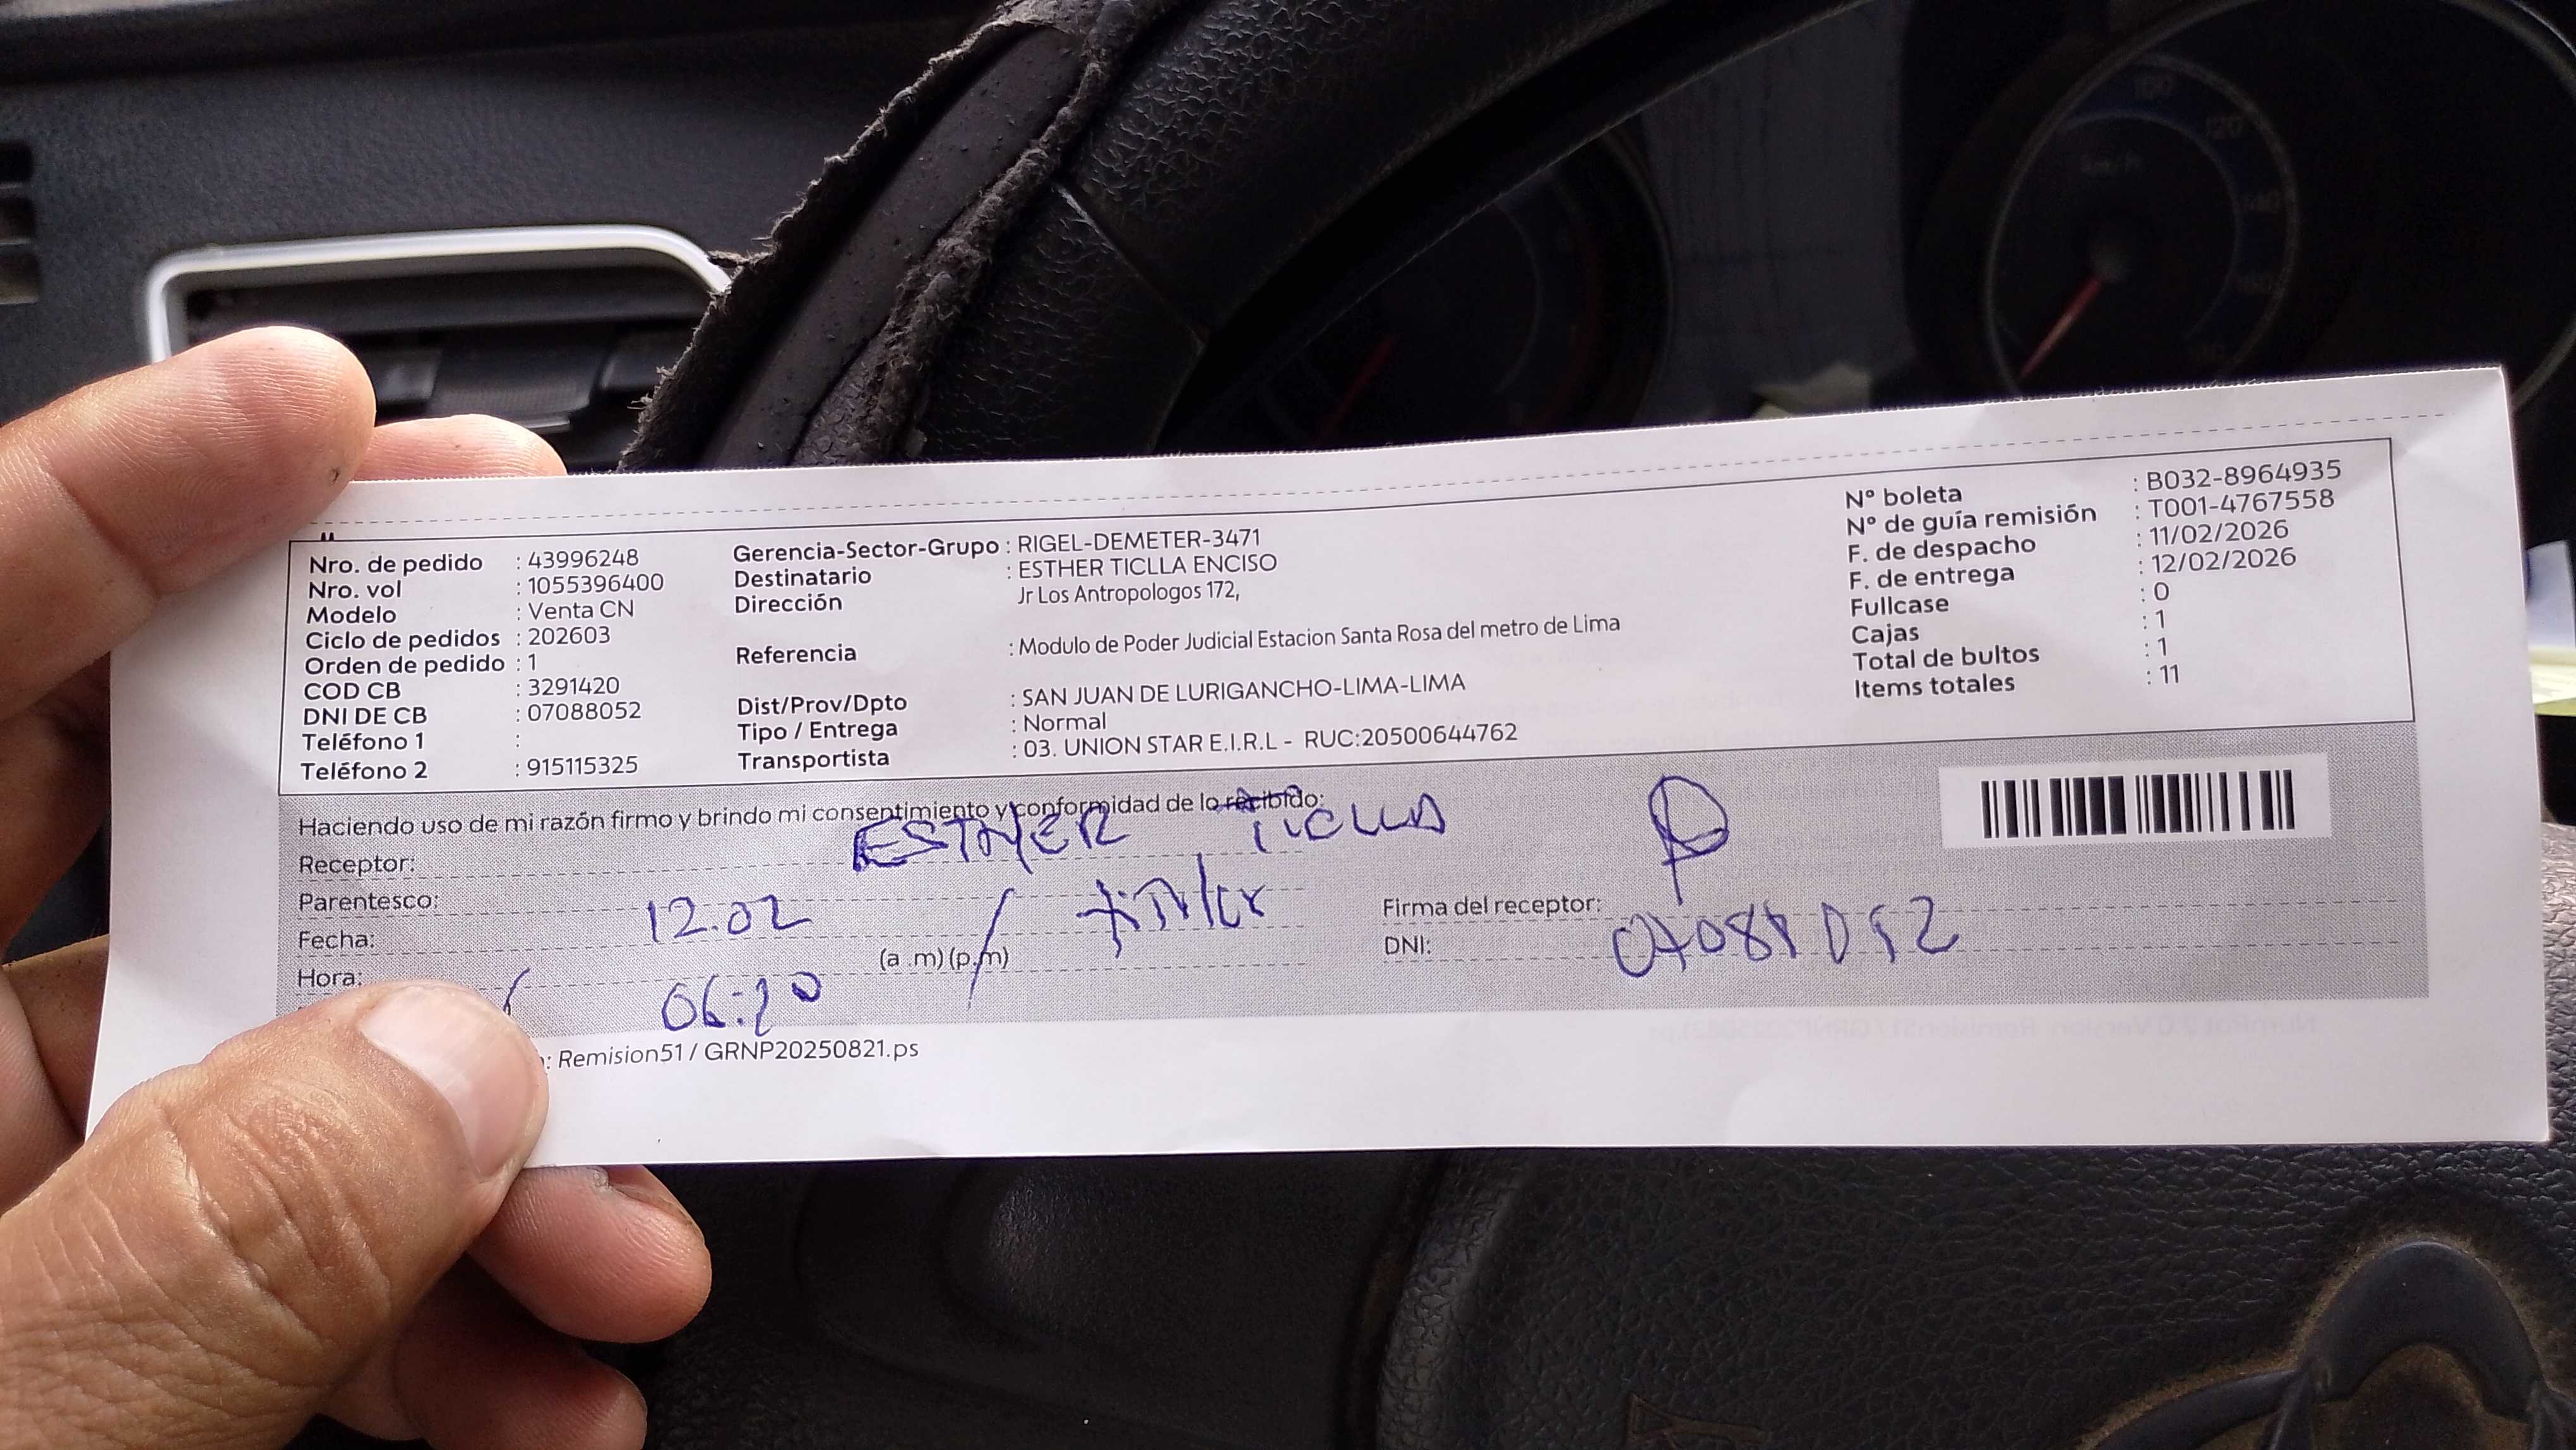 Nro. de pedido : 43996248
Nro. vol : 1055396400
Modelo : Venta CN
Ciclo de pedidos : 202603
Orden de pedido : 1
COD CB : 3291420
DNI DE CB : 07088052
Teléfono 1 :
Teléfono 2 : 915115325
Gerencia-Sector-Grupo : RIGEL-DEMETER-3471
Destinatario : ESTHER TICLLA ENCISO
Dirección Jr Los Antropologos 172,
Referencia : Modulo de Poder Judicial Estacion Santa Rosa del metro de Lima
Dist/Prov/Dpto : SAN JUAN DE LURIGANCHO-LIMA-LIMA
Tipo / Entrega : Normal
Transportista : 03. UNION STAR E.I.R.L - RUC:20500644762
Nº boleta : B032-8964935
Nº de guía remisión : T001-4767558
F. de despacho : 11/02/2026
F. de entrega : 12/02/2026
Fullcase : 0
Cajas : 1
Total de bultos : 1
Items totales : 11
Haciendo uso de mi razón firmo y brindo mi consentimiento y conformidad de lo recibido:
Receptor: ESTHER TICLLA
Parentesco:
Fecha: 12.02
Hora: (a .m) (p.m)
Firma del receptor:
DNI: 07088052
: Remision51 / GRNP20250821.ps